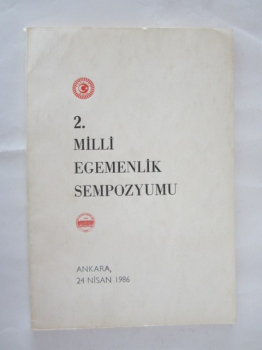 2.
MİLLİ
EGEMENLİK
SEMPOZYUMU
ANKARA,
24 NİSAN 1986